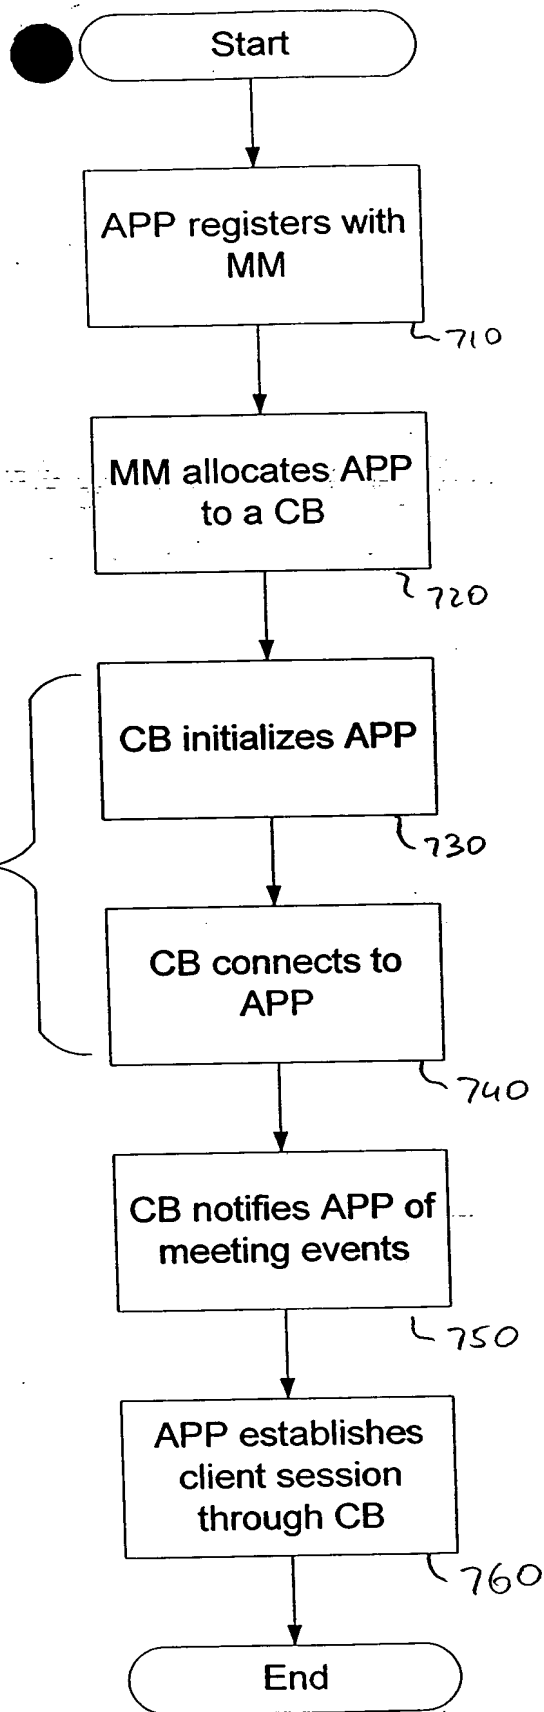 Start
APP registers with
MM
710
MM allocates APP
to a CB
720
CB initializes APP
730
CB connects to
APP
740
CB notifies APP of
meeting events
750
APP establishes
client session
through CB
760
End